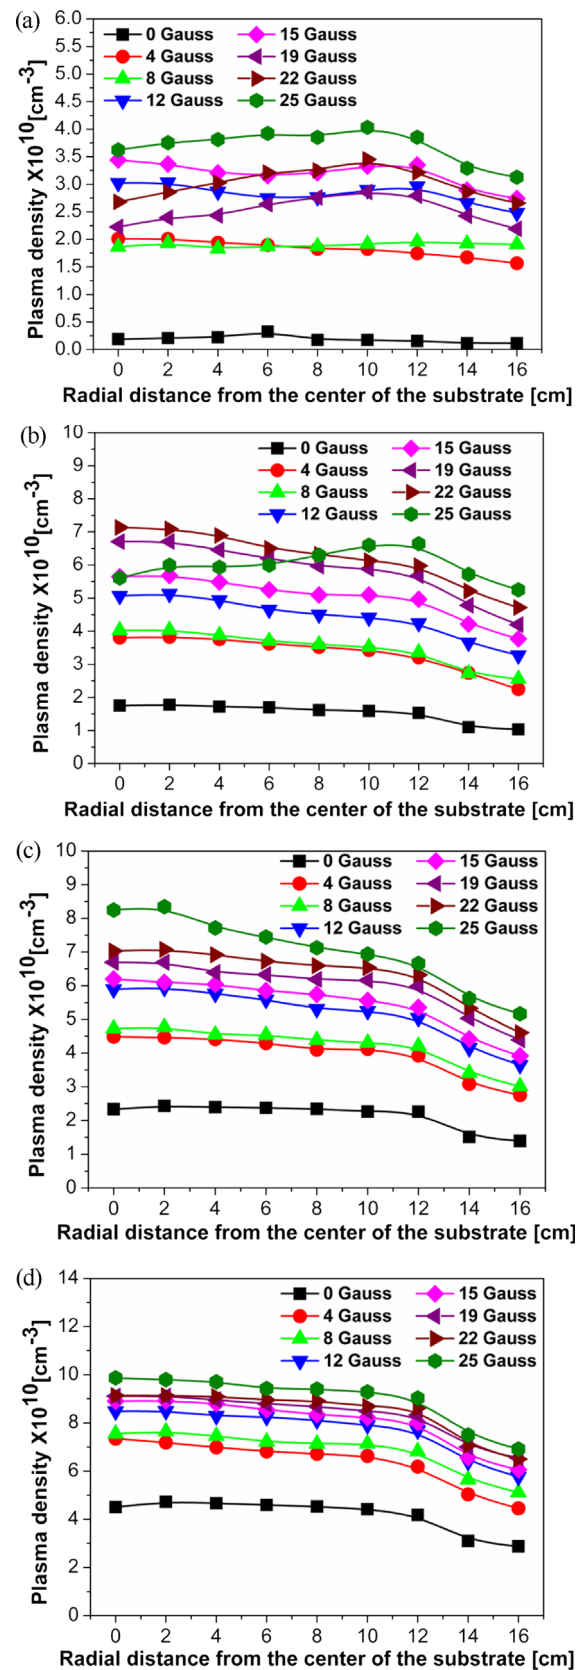 (a)
6.0
5.5
5.0
4.5
4.0
3.5
3.0
2.5
2.0
1.5
1.0
0.5
0.0
Plasma density X10^10[cm^-3]
0 Gauss 15 Gauss
4 Gauss 19 Gauss
8 Gauss 22 Gauss
12 Gauss 25 Gauss
0 2 4 6 8 10 12 14 16
Radial distance from the center of the substrate [cm]
(b)
10
9
8
7
6
5
4
3
2
1
0
Plasma density X10^10[cm^-3]
0 Gauss 15 Gauss
4 Gauss 19 Gauss
8 Gauss 22 Gauss
12 Gauss 25 Gauss
0 2 4 6 8 10 12 14 16
Radial distance from the center of the substrate [cm]
(c)
10
9
8
7
6
5
4
3
2
1
0
Plasma density X10^10[cm^-3]
0 Gauss 15 Gauss
4 Gauss 19 Gauss
8 Gauss 22 Gauss
12 Gauss 25 Gauss
0 2 4 6 8 10 12 14 16
Radial distance from the center of the substrate [cm]
(d)
14
12
10
8
6
4
2
0
Plasma density X10^10[cm^-3]
0 Gauss 15 Gauss
4 Gauss 19 Gauss
8 Gauss 22 Gauss
12 Gauss 25 Gauss
0 2 4 6 8 10 12 14 16
Radial distance from the center of the substrate [cm]